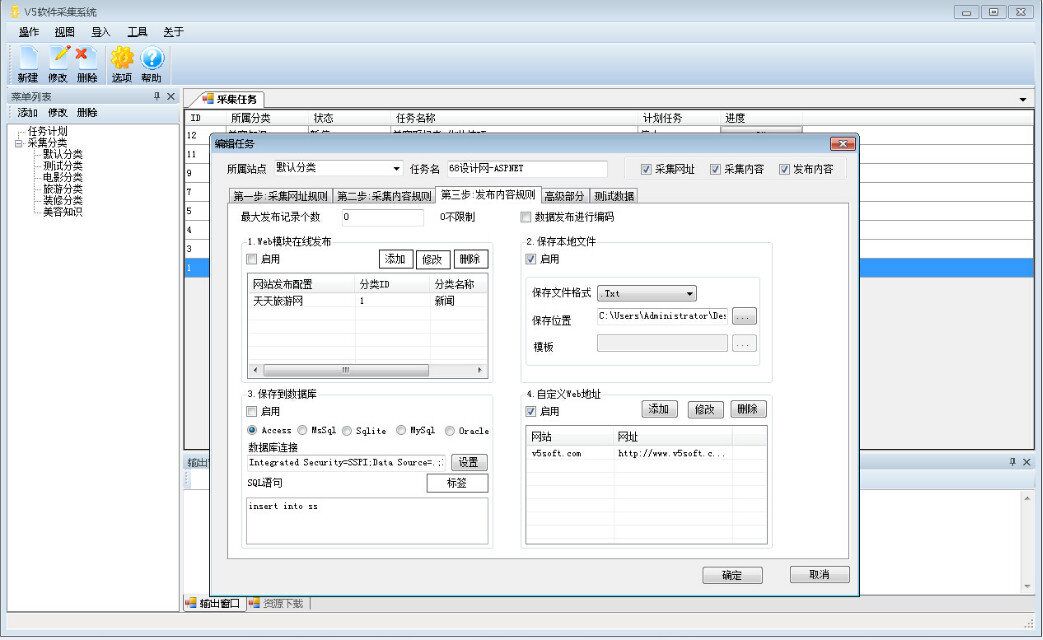 V5软件采集系统
操作 视图 导入 工具 关于
新建 修改 删除 选项 帮助
菜单列表
添加 修改 删除
任务计划
采集分类
默认分类
测试分类
电影分类
旅游分类
装修分类
美容知识
采集任务
ID 所属分类 状态 任务名称 计划任务 进度
12
11
9
7
5
4
3
1
编辑任务
所属站点 默认分类 任务名 68设计网-ASPNET 采集网址 采集内容 发布内容
第一步:采集网址规则 第二步:采集内容规则 第三步:发布内容规则 高级部分 测试数据
最大发布记录个数 0 0不限制 数据发布进行编码
1.Web模块在线发布
启用 添加 修改 删除
网站发布配置 分类ID 分类名称
天天旅游网 1 新闻
2.保存本地文件
启用
保存文件格式 .Txt
保存位置 C:\Users\Administrator\Des ...
模板 ...
3.保存到数据库
启用
Access MsSql Sqlite MySql Oracle
数据库连接
Integrated Security=SSPI;Data Source=.; 设置
SQL语句 标签
insert into ss
4.自定义Web地址
启用 添加 修改 删除
网站 网址
v5soft.com http://www.v5soft.c...
确定 取消
输出窗口 资源下载